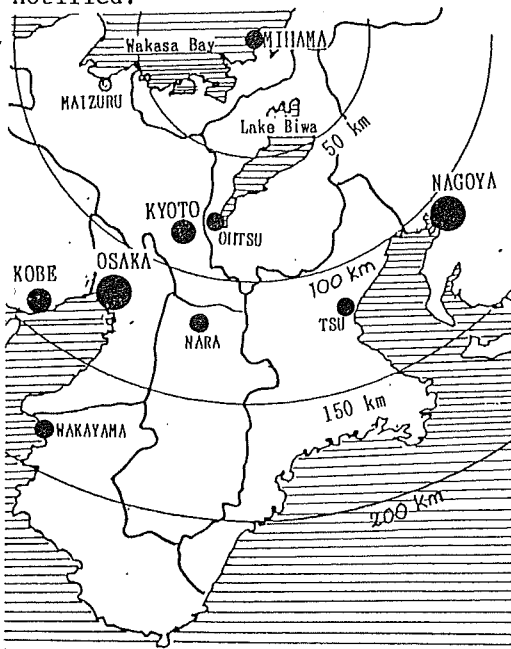 notified.
MIHAMA
Wakasa Bay
MAIZURU
Lake Biwa
50 km
NAGOYA
KYOTO
OHTSU
OSAKA
KOBE
100 km
TSU
NARA
150 km
WAKAYAMA
200 km